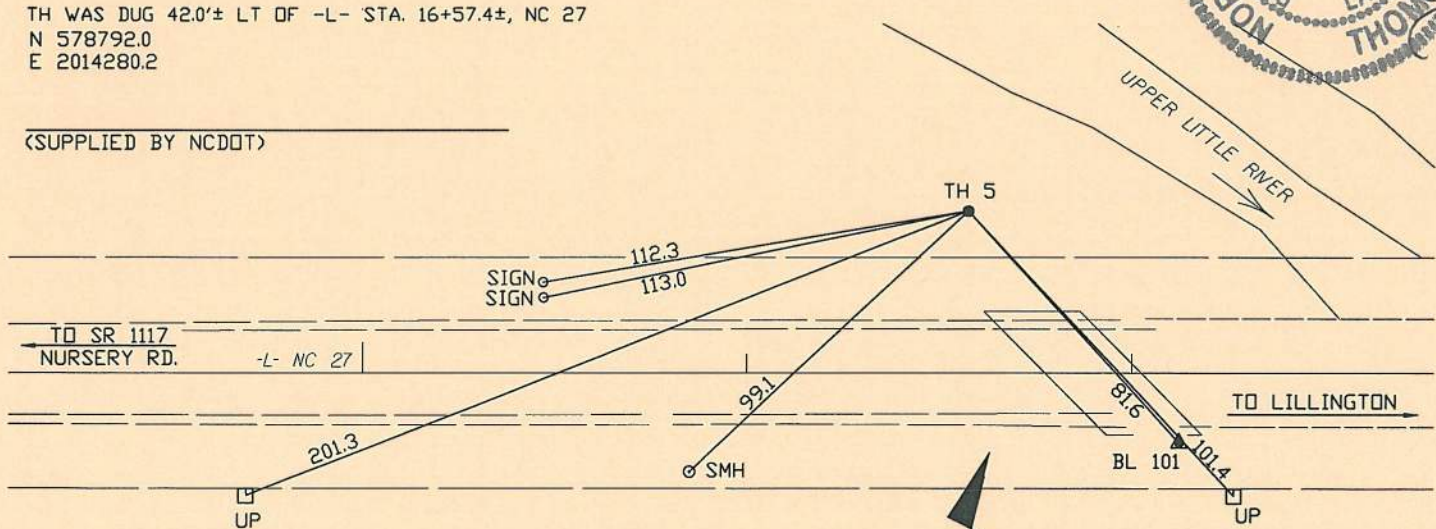 TH WAS DUG 42.0'± LT OF -L- STA. 16+57.4±, NC 27
N 578792.0
E 2014280.2
(SUPPLIED BY NCDOT)
THOM
UPPER LITTLE RIVER
TH 5
112.3
SIGN
SIGN
113.0
TO SR 1117
NURSERY RD.
-L- NC 27
99.1
81.6
TO LILLINGTON
201.3
SMH
BL 101
101.4
UP
UP